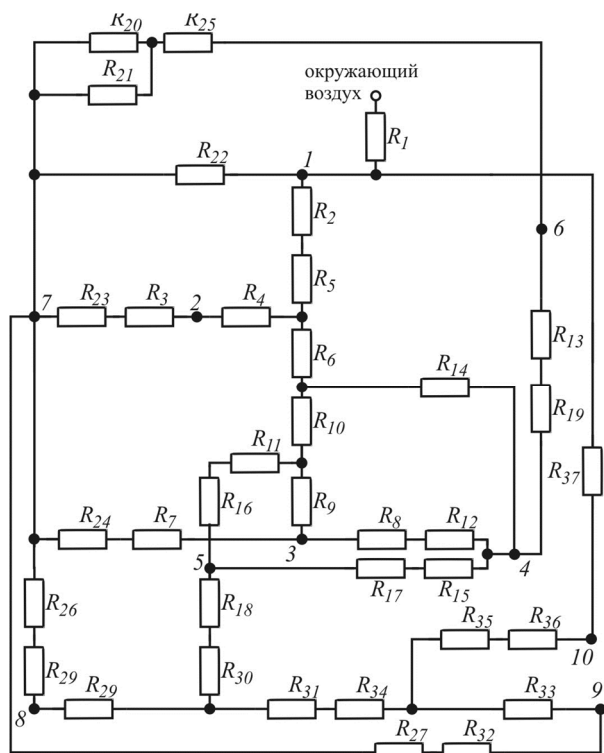 R20 R25
R21
окружающий
воздух
R1
R22 1
R2
6
R5
7 R23 R3 2 R4
R6 R13
R14
R10 R19
R11
R37
R16 R9
R24 R7 R8 R12
5 3 4
R17 R15
R26 R18
R35 R36
R29 R30 10
8 R29 R31 R34 R33 9
R27 R32